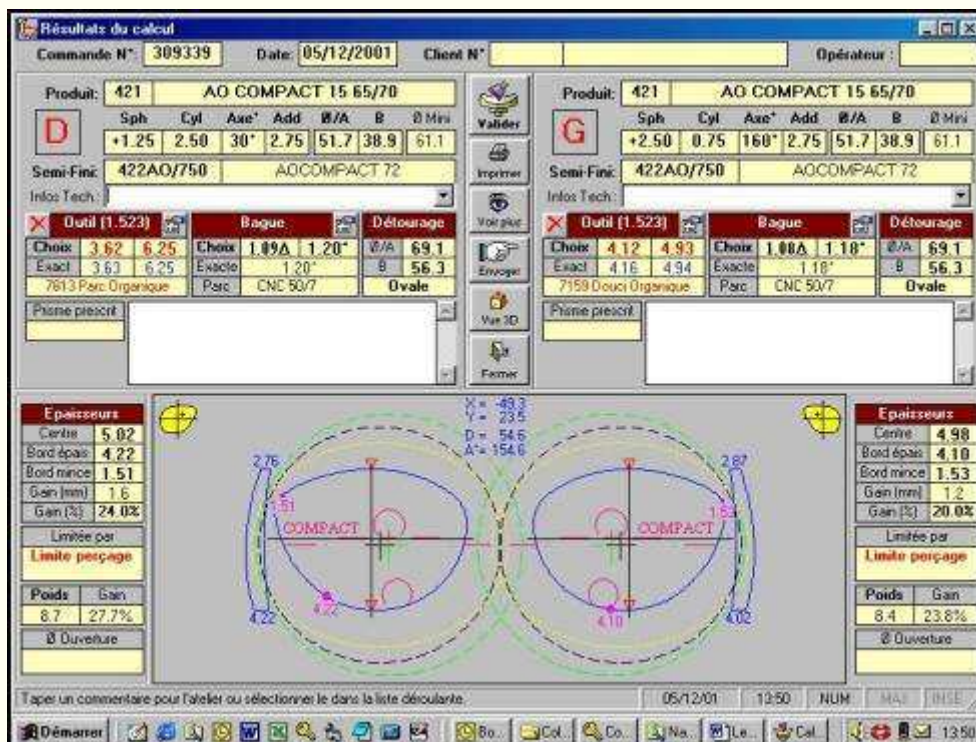 Résultats du calcul
Commande N°: 309339 Date: 05/12/2001 Client N° Opérateur :
Produit: 421 AO COMPACT 15 65/70
D
Sph Cyl Axe° Add Ø/A B Ø Mini
+1.25 2.50 30° 2.75 51.7 38.9 61.1
Semi-Fini: 422AO/750 AOCOMPACT 72
Infos Tech.:
Outil (1.523) Bague Détourage
Choix 3.62 6.25 Choix 1.09Δ 1.20° Ø/A 69.1
Exact 3.63 6.25 Exacte 1.20° B 56.3
7613 Parc Organique Parc CNC 50/7 Ovale
Prisme prescrit
Valider
Imprimer
Voir plus
Envoyer
Vue 3D
Fermer
Produit: 421 AO COMPACT 15 65/70
G
Sph Cyl Axe° Add Ø/A B Ø Mini
+2.50 0.75 160° 2.75 51.7 38.9 61.1
Semi-Fini: 422AO/750 AOCOMPACT 72
Infos Tech.:
Outil (1.523) Bague Détourage
Choix 4.12 4.93 Choix 1.08Δ 1.18° Ø/A 69.1
Exact 4.16 4.94 Exacte 1.18° B 56.3
7159 Douci Organique Parc CNC 50/7 Ovale
Prisme prescrit
Epaisseurs
Centre 5.02
Bord épais 4.22
Bord mince 1.51
Gain (mm) 1.6
Gain (%) 24.0%
Limitée par
Limite perçage
Poids Gain
8.7 27.7%
Ø Ouverture
X = -49.3
Y = 23.5
D = 54.6
A'= 154.6
2.76 2.87
1.51 1.53
COMPACT COMPACT
4.22 4.22 4.10 4.02
Epaisseurs
Centre 4.98
Bord épais 4.10
Bord mince 1.53
Gain (mm) 1.2
Gain (%) 20.0%
Limitée par
Limite perçage
Poids Gain
8.4 23.8%
Ø Ouverture
Taper un commentaire pour l'atelier ou sélectionner le dans la liste déroulante. 05/12/01 13:50 NUM MAJ INSE
Démarrer Bo... Col... Co... Na... Le... Cal... 13:50